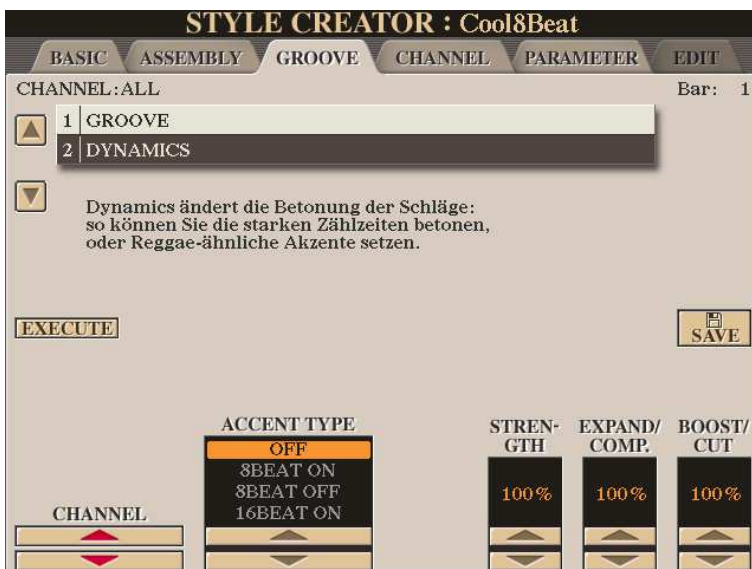 STYLE CREATOR : Cool8Beat
BASIC ASSEMBLY GROOVE CHANNEL PARAMETER EDIT
CHANNEL:ALL Bar: 1
1 GROOVE
2 DYNAMICS
Dynamics ändert die Betonung der Schläge:
so können Sie die starken Zählzeiten betonen,
oder Reggae-ähnliche Akzente setzen.
EXECUTE
SAVE
ACCENT TYPE
OFF
8BEAT ON
8BEAT OFF
16BEAT ON
STREN-
GTH
100%
EXPAND/
COMP.
100%
BOOST/
CUT
100%
CHANNEL